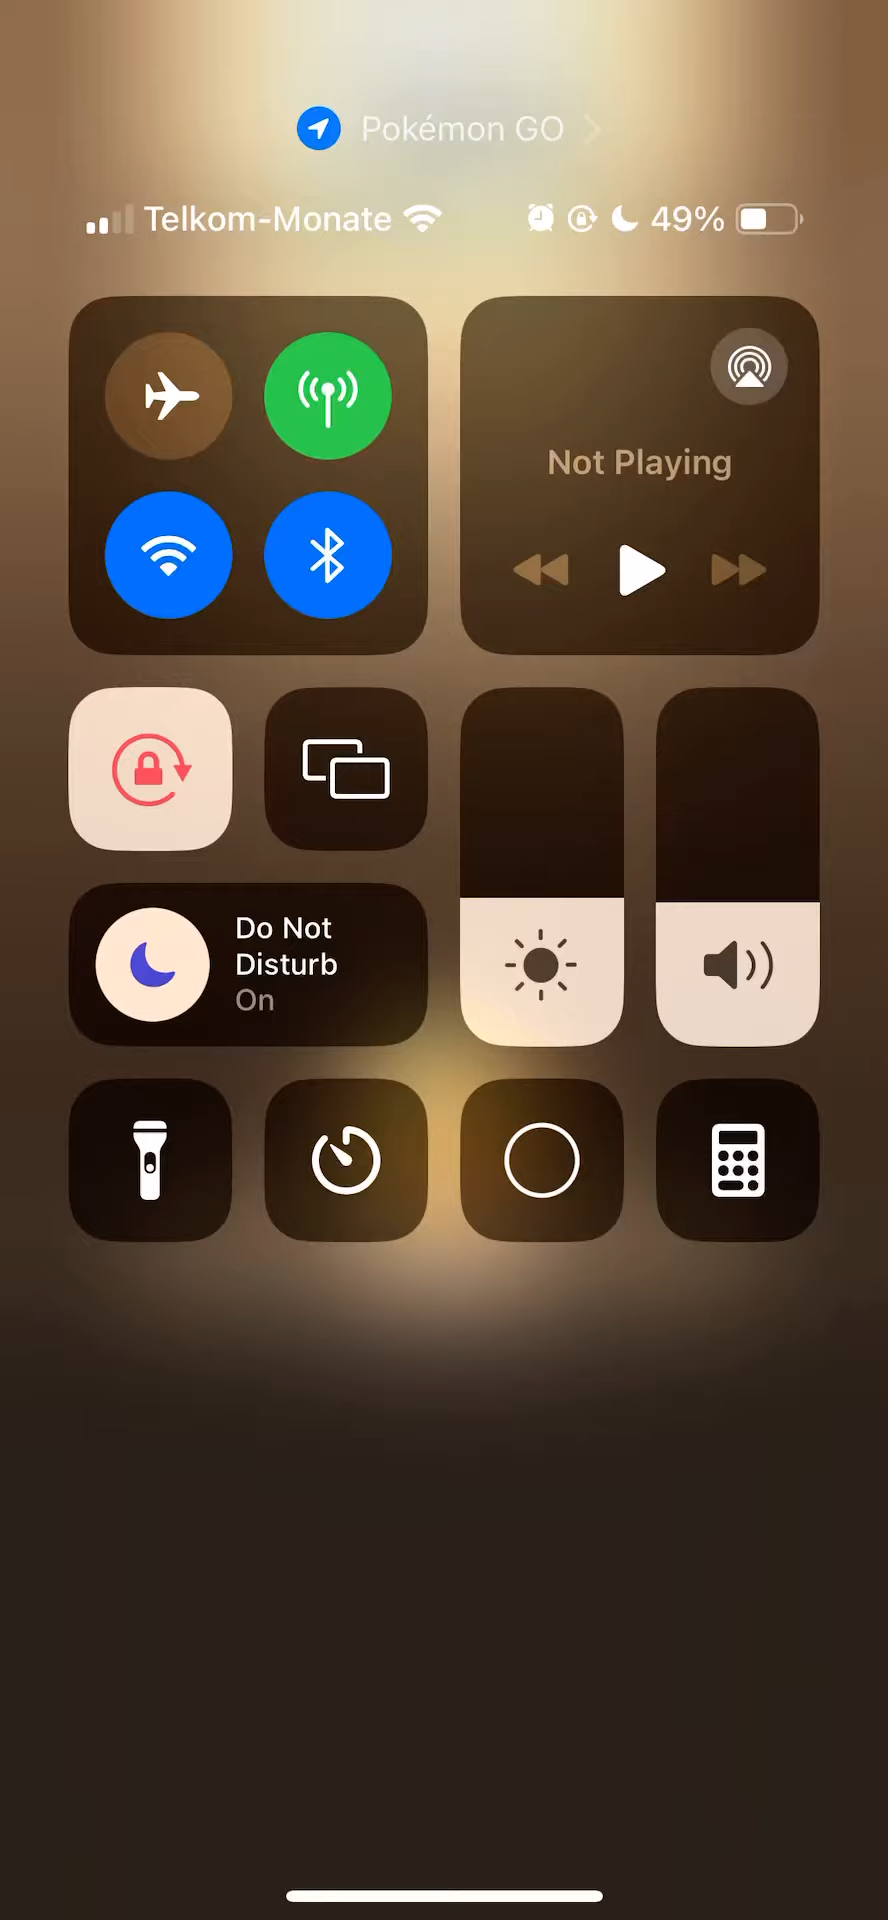 Pokémon GO
Telkom-Monate 49%
Not Playing
Do Not
Disturb
On